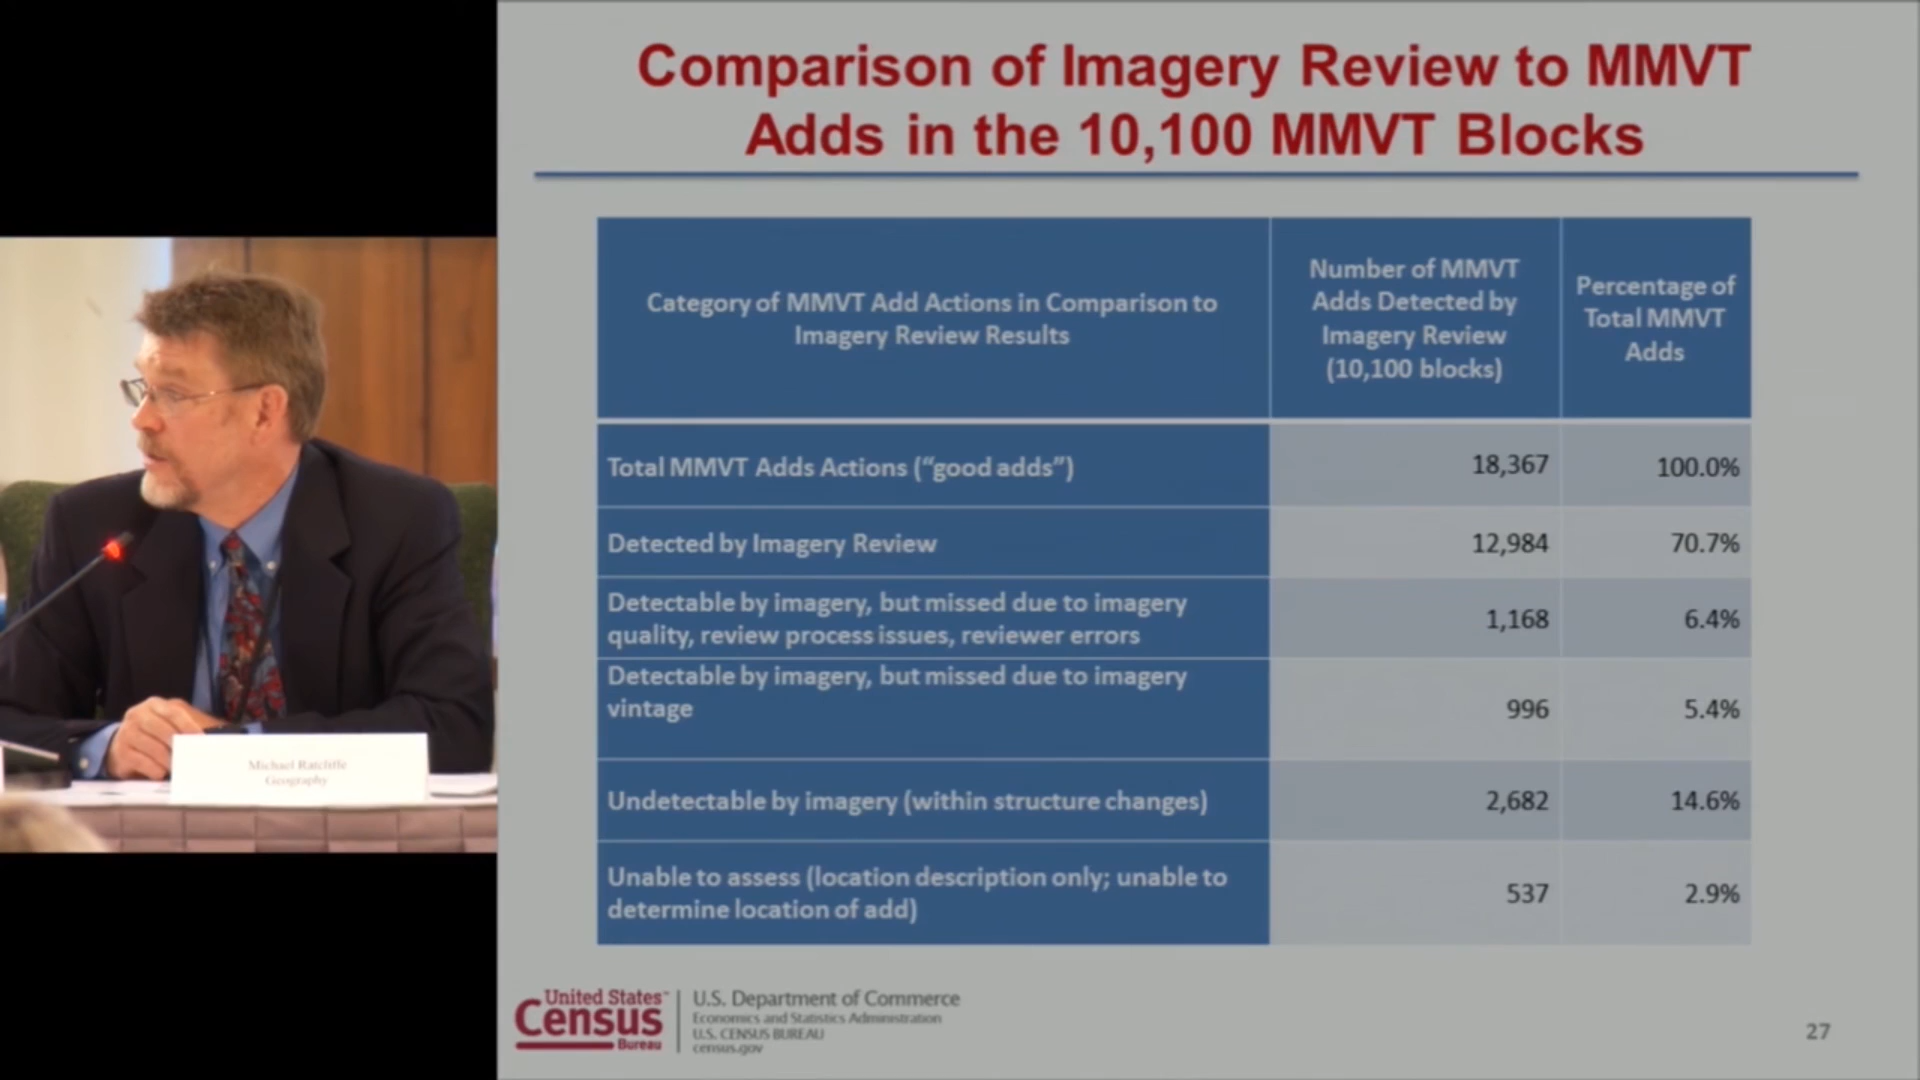 Comparison of Imagery Review to MMVT
Adds in the 10,100 MMVT Blocks
Category of MMVT Add Actions in Comparison to
Imagery Review Results
Number of MMVT
Adds Detected by
Imagery Review
(10,100 blocks)
Percentage of
Total MMVT
Adds
Total MMVT Adds Actions (“good adds”)
18,367
100.0%
Detected by Imagery Review
12,984
70.7%
Detectable by imagery, but missed due to imagery
quality, review process issues, reviewer errors
1,168
6.4%
Detectable by imagery, but missed due to imagery
vintage
996
5.4%
Undetectable by imagery (within structure changes)
2,682
14.6%
Unable to assess (location description only; unable to
determine location of add)
537
2.9%
Michael Ratcliffe
Geography
United States™
Census
Bureau
U.S. Department of Commerce
Economics and Statistics Administration
U.S. CENSUS BUREAU
census.gov
27